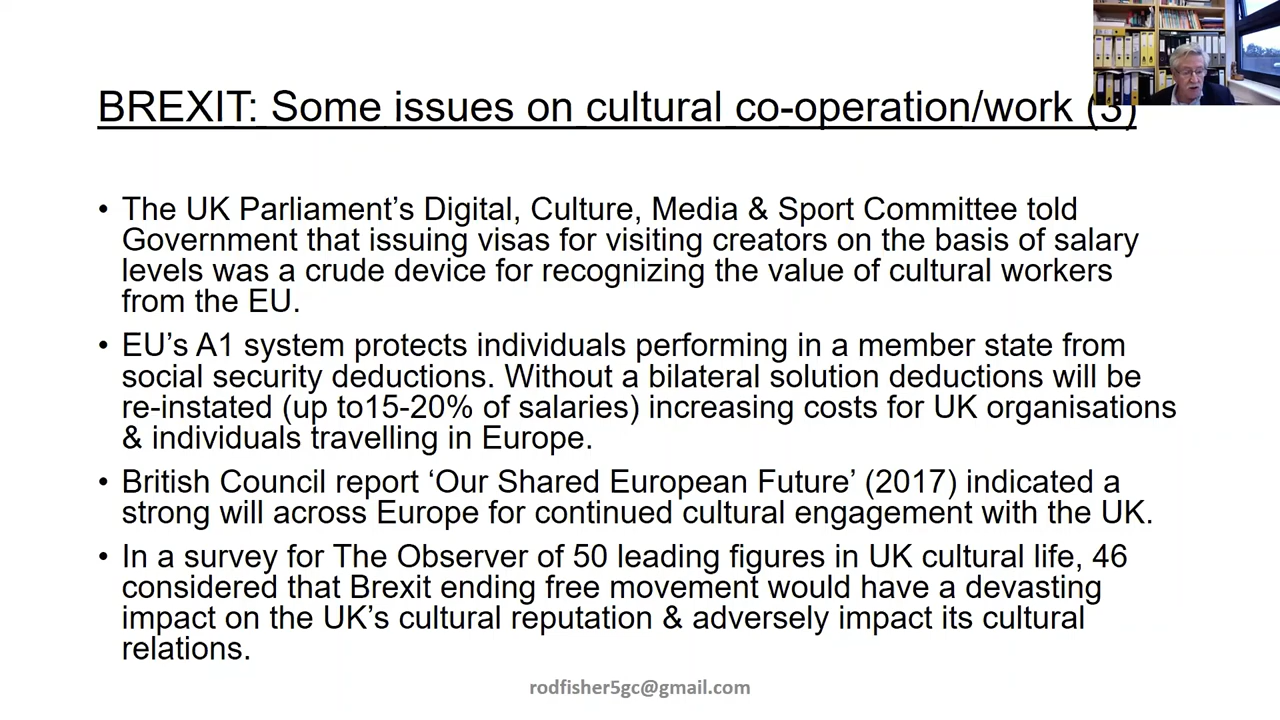 BREXIT: Some issues on cultural co-operation/work (3)
• The UK Parliament’s Digital, Culture, Media & Sport Committee told
Government that issuing visas for visiting creators on the basis of salary
levels was a crude device for recognizing the value of cultural workers
from the EU.
• EU’s A1 system protects individuals performing in a member state from
social security deductions. Without a bilateral solution deductions will be
re-instated (up to15-20% of salaries) increasing costs for UK organisations
& individuals travelling in Europe.
• British Council report ‘Our Shared European Future’ (2017) indicated a
strong will across Europe for continued cultural engagement with the UK.
• In a survey for The Observer of 50 leading figures in UK cultural life, 46
considered that Brexit ending free movement would have a devasting
impact on the UK’s cultural reputation & adversely impact its cultural
relations.
rodfisher5gc@gmail.com